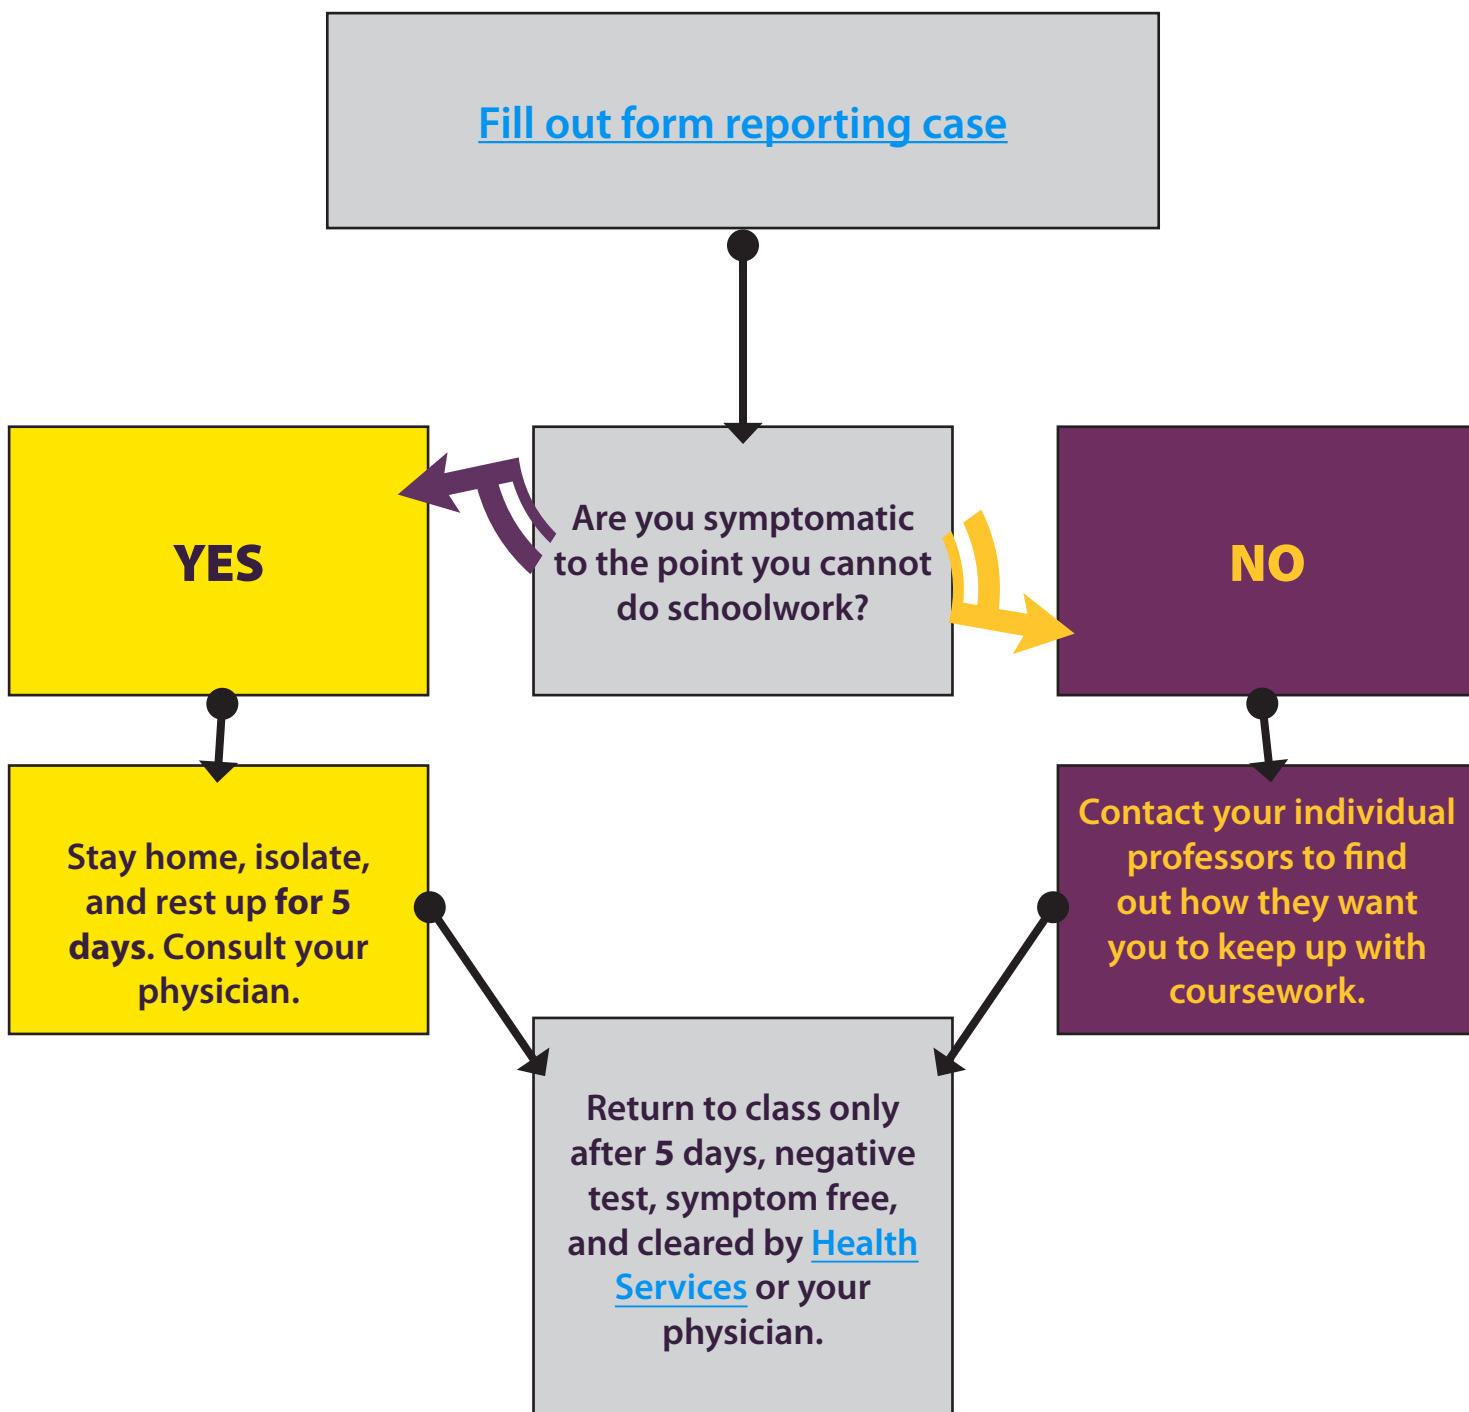 Fill out form reporting case
YES
Are you symptomatic
to the point you cannot
do schoolwork?
NO
Stay home, isolate,
and rest up for 5
days. Consult your
physician.
Contact your individual
professors to find
out how they want
you to keep up with
coursework.
Return to class only
after 5 days, negative
test, symptom free,
and cleared by Health
Services or your
physician.